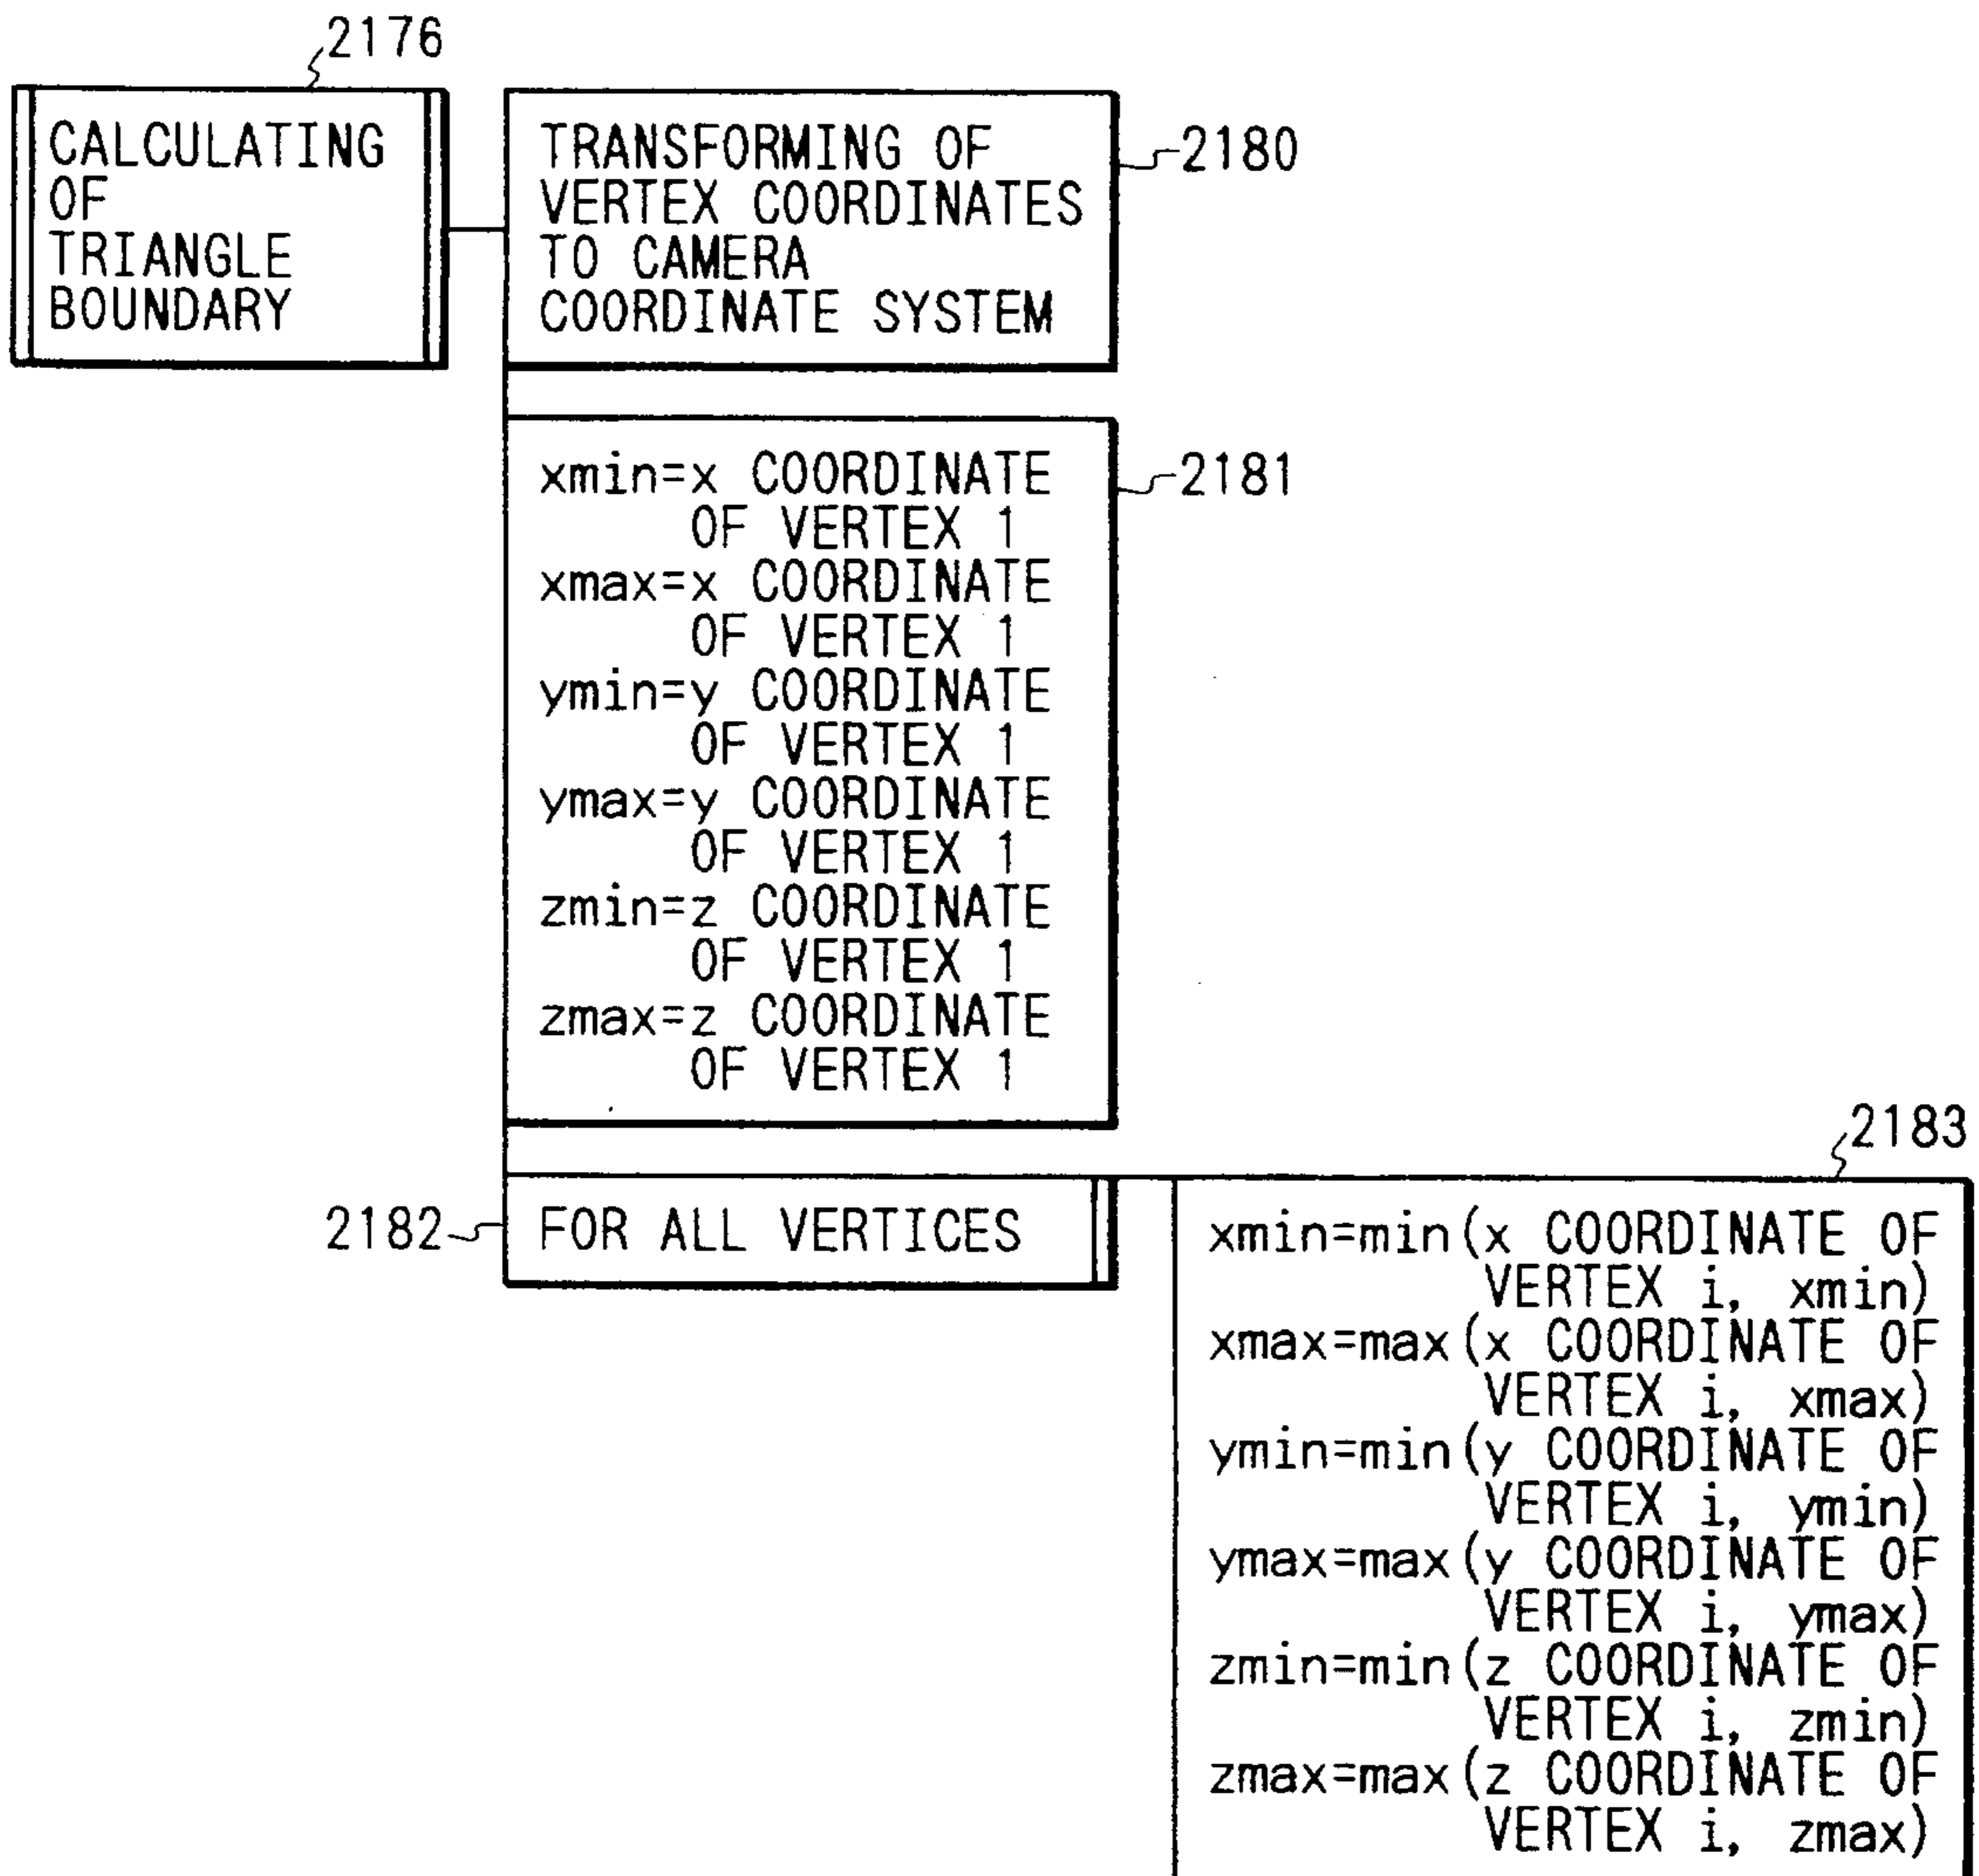 2176
CALCULATING
OF
TRIANGLE
BOUNDARY
TRANSFORMING OF
VERTEX COORDINATES
TO CAMERA
COORDINATE SYSTEM
2180
xmin=x COORDINATE
OF VERTEX 1
xmax=x COORDINATE
OF VERTEX 1
ymin=y COORDINATE
OF VERTEX 1
ymax=y COORDINATE
OF VERTEX 1
zmin=z COORDINATE
OF VERTEX 1
zmax=z COORDINATE
OF VERTEX 1
2181
2182
FOR ALL VERTICES
2183
xmin=min(x COORDINATE OF
VERTEX i, xmin)
xmax=max(x COORDINATE OF
VERTEX i, xmax)
ymin=min(y COORDINATE OF
VERTEX i, ymin)
ymax=max(y COORDINATE OF
VERTEX i, ymax)
zmin=min(z COORDINATE OF
VERTEX i, zmin)
zmax=max(z COORDINATE OF
VERTEX i, zmax)